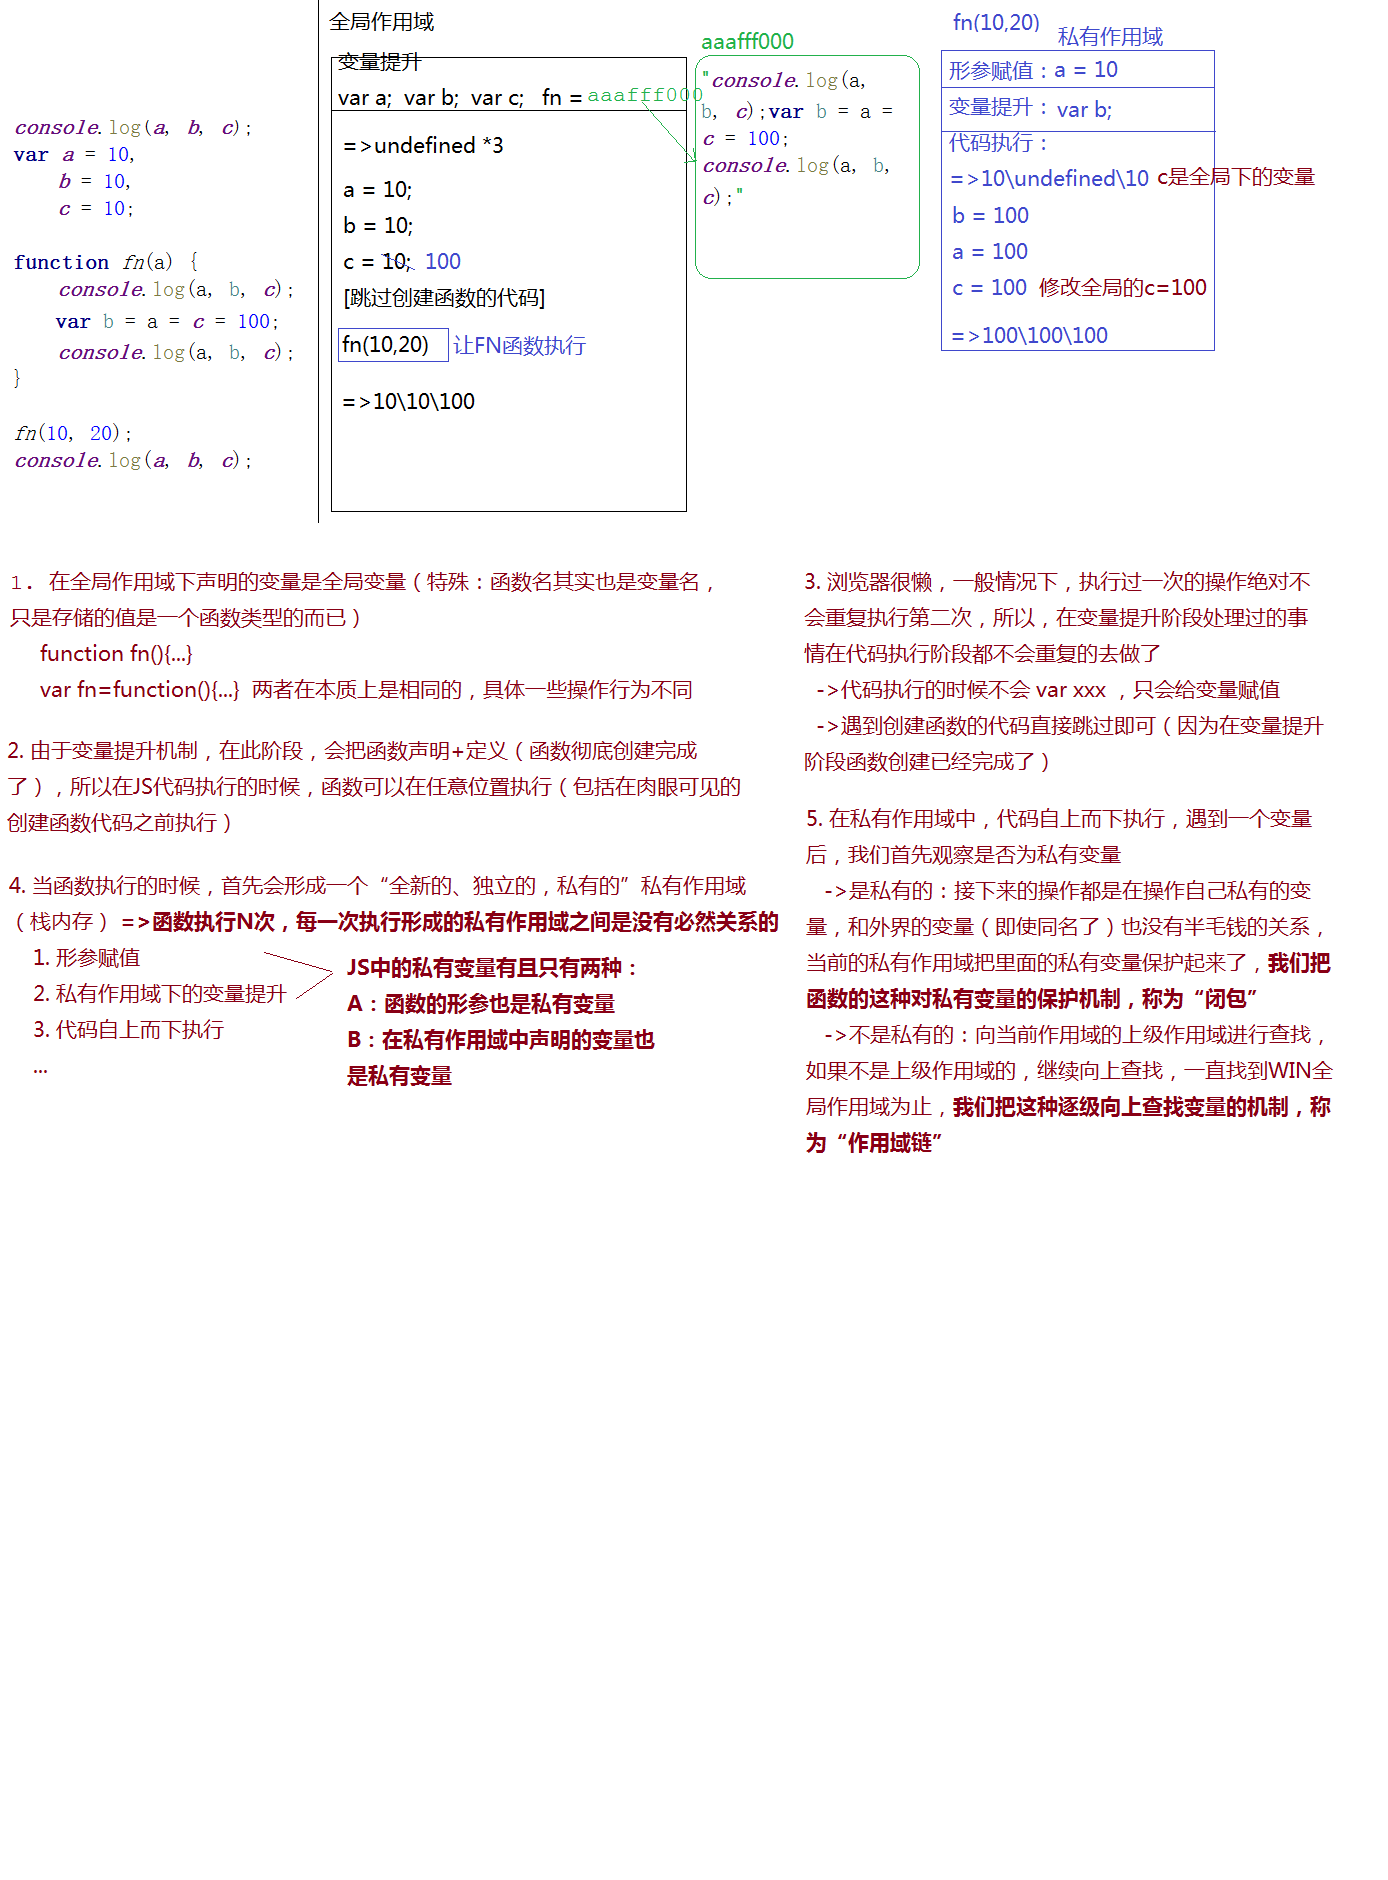 console.log(a, b, c);
var a = 10,
b = 10,
c = 10;
function fn(a) {
console.log(a, b, c);
var b = a = c = 100;
console.log(a, b, c);
}
fn(10, 20);
console.log(a, b, c);
全局作用域
变量提升
var a; var b; var c; fn = aaafff000
=>undefined *3
a = 10;
b = 10;
c = 10; 100
[跳过创建函数的代码]
fn(10,20) 让FN函数执行
=>10\10\100
aaafff000
"console.log(a,
b, c);var b = a =
c = 100;
console.log(a, b,
c);"
fn(10,20)
私有作用域
形参赋值：a = 10
变量提升： var b;
代码执行：
=>10\undefined\10 c是全局下的变量
b = 100
a = 100
c = 100 修改全局的c=100
=>100\100\100
1. 在全局作用域下声明的变量是全局变量（特殊：函数名其实也是变量名，
只是存储的值是一个函数类型的而已）
function fn(){...}
var fn=function(){...} 两者在本质上是相同的，具体一些操作行为不同
2. 由于变量提升机制，在此阶段，会把函数声明+定义（函数彻底创建完成
了），所以在JS代码执行的时候，函数可以在任意位置执行（包括在肉眼可见的
创建函数代码之前执行）
4. 当函数执行的时候，首先会形成一个“全新的、独立的，私有的”私有作用域
（栈内存）=>函数执行N次，每一次执行形成的私有作用域之间是没有必然关系的
1. 形参赋值
2. 私有作用域下的变量提升
3. 代码自上而下执行
...
JS中的私有变量有且只有两种：
A：函数的形参也是私有变量
B：在私有作用域中声明的变量也
是私有变量
3. 浏览器很懒，一般情况下，执行过一次的操作绝对不
会重复执行第二次，所以，在变量提升阶段处理过的事
情在代码执行阶段都不会重复的去做了
->代码执行的时候不会 var xxx ，只会给变量赋值
->遇到创建函数的代码直接跳过即可（因为在变量提升
阶段函数创建已经完成了）
5. 在私有作用域中，代码自上而下执行，遇到一个变量
后，我们首先观察是否为私有变量
->是私有的：接下来的操作都是在操作自己私有的变
量，和外界的变量（即使同名了）也没有半毛钱的关系，
当前的私有作用域把里面的私有变量保护起来了，我们把
函数的这种对私有变量的保护机制，称为“闭包”
->不是私有的：向当前作用域的上级作用域进行查找，
如果不是上级作用域的，继续向上查找，一直找到WIN全
局作用域为止，我们把这种逐级向上查找变量的机制，称
为“作用域链”